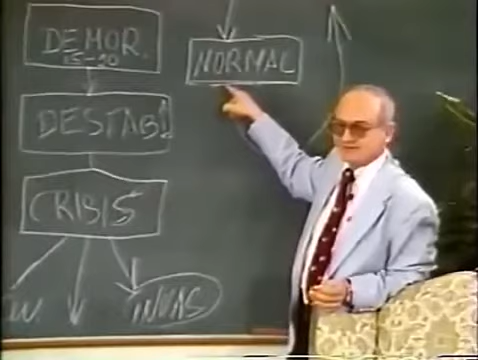 DEMOR.
15-20
NORMAL
DESTAB!
CRISIS
INVAS